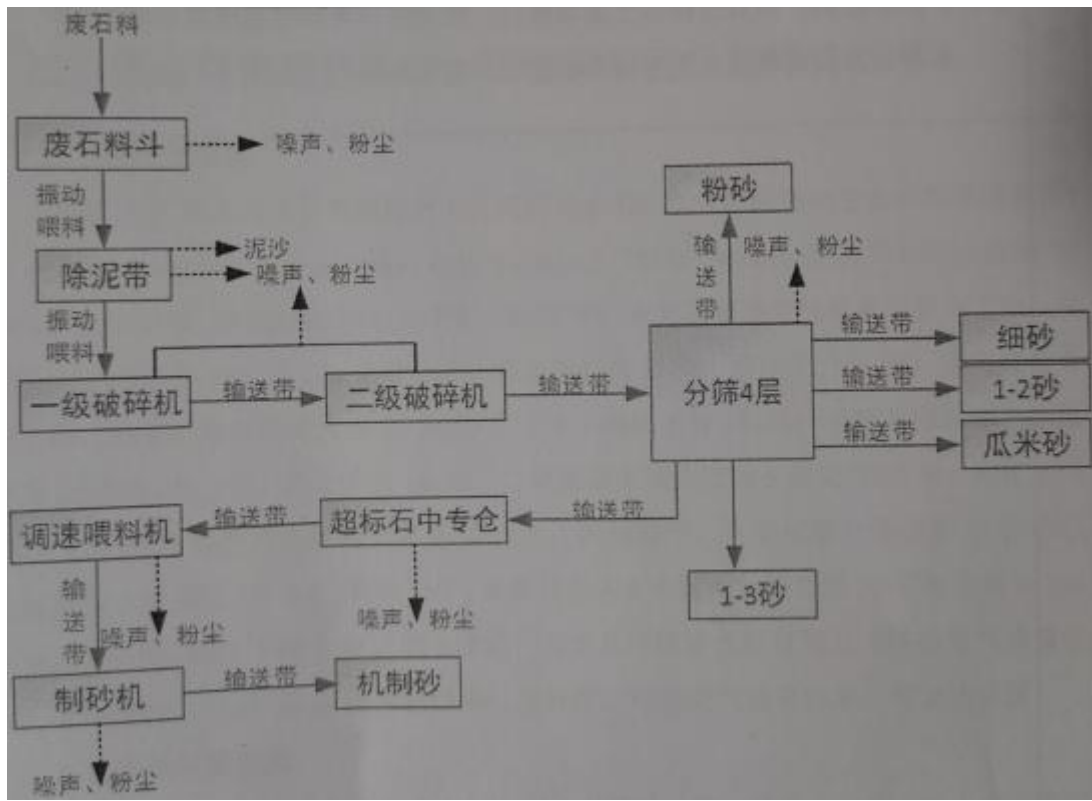 废石料
废石料斗
噪声、粉尘
振动
喂料
除泥带
泥沙
噪声、粉尘
振动
喂料
一级破碎机
输送带
二级破碎机
输送带
分筛4层
粉砂
输
送
带
噪声、粉尘
输送带
细砂
输送带
1-2砂
输送带
瓜米砂
1-3砂
输送带
超标石中专仓
噪声、粉尘
输送带
调速喂料机
噪声、粉尘
输
送
带
制砂机
输送带
机制砂
噪声、粉尘